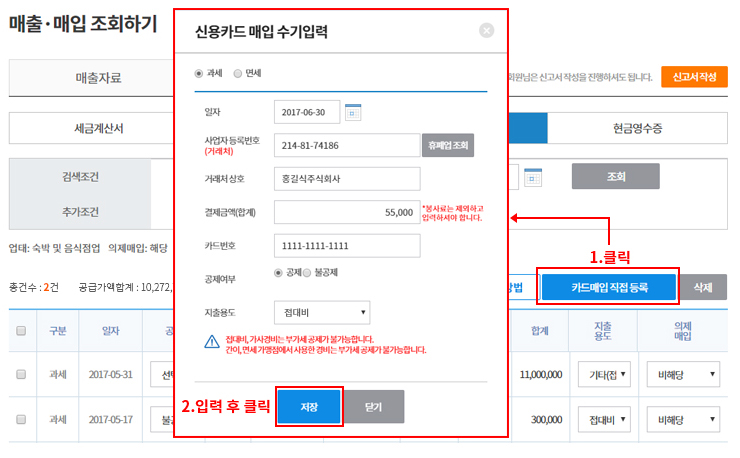 매출·매입 조회하기
매출자료
회원님은 신고서 작성을 진행하셔도 됩니다.
신고서 작성
세금계산서
현금영수증
검색조건
조회
추가조건
업태: 숙박 및 음식점업 의제매입: 해당
1.클릭
총건수 : 2건 공급가액합계 : 10,272,
방법
카드매입 직접 등록
삭제
구분 일자 공 합계 지출 용도 의제 매입
과세 2017-05-31 선택 11,000,000 기타(접 비해당
과세 2017-05-17 불공 300,000 접대비 비해당
신용카드 매입 수기입력
과세 면세
일자 2017-06-30
사업자 등록번호 214-81-74186 휴폐업 조회
(거래처)
거래처 상호 홍길식주식회사
결제금액(합계) 55,000
*봉사료는 제외하고
입력하셔야 합니다.
카드번호 1111-1111-1111
공제여부 공제 불공제
지출용도 접대비
접대비, 가사경비는 부가세 공제가 불가능합니다.
간이, 면세 가맹점에서 사용한 경비는 부가세 공제가 불가능합니다.
2.입력 후 클릭
저장
닫기